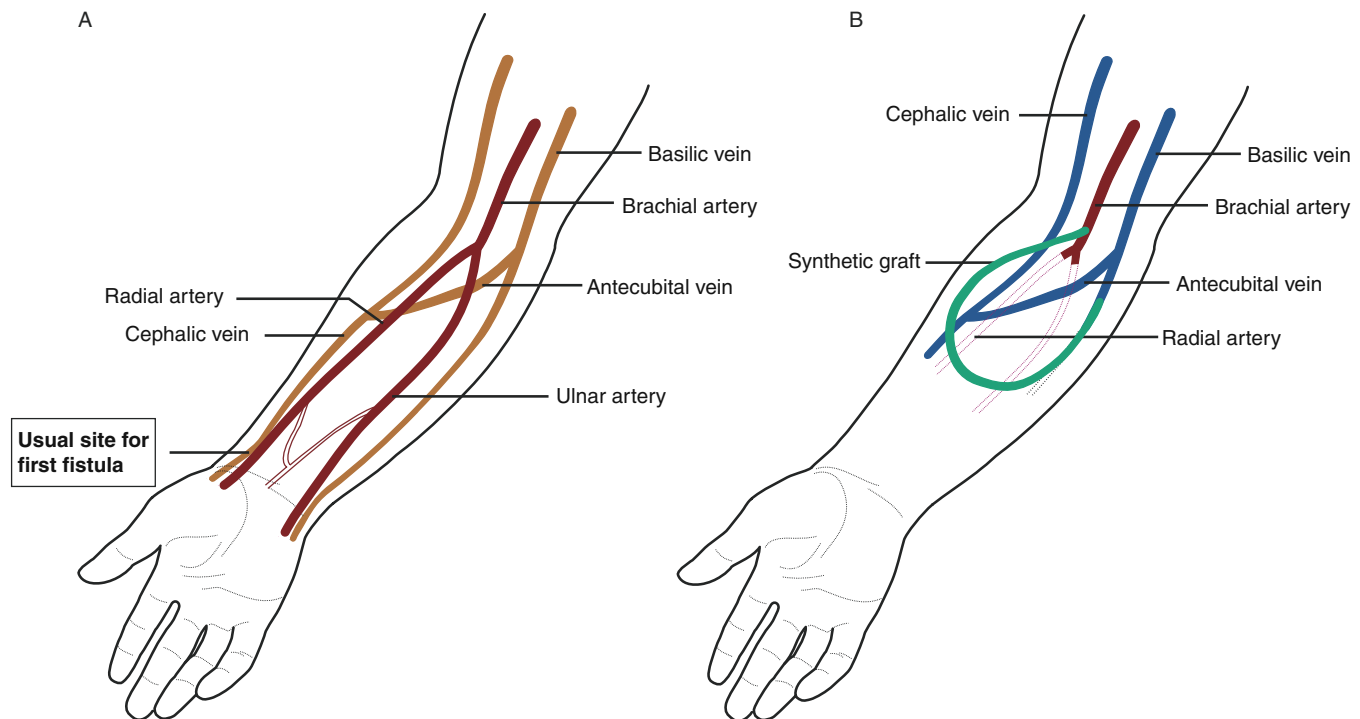 A
Basilic vein
Brachial artery
Radial artery
Antecubital vein
Cephalic vein
Ulnar artery
Usual site for
first fistula
B
Cephalic vein
Basilic vein
Brachial artery
Synthetic graft
Antecubital vein
Radial artery